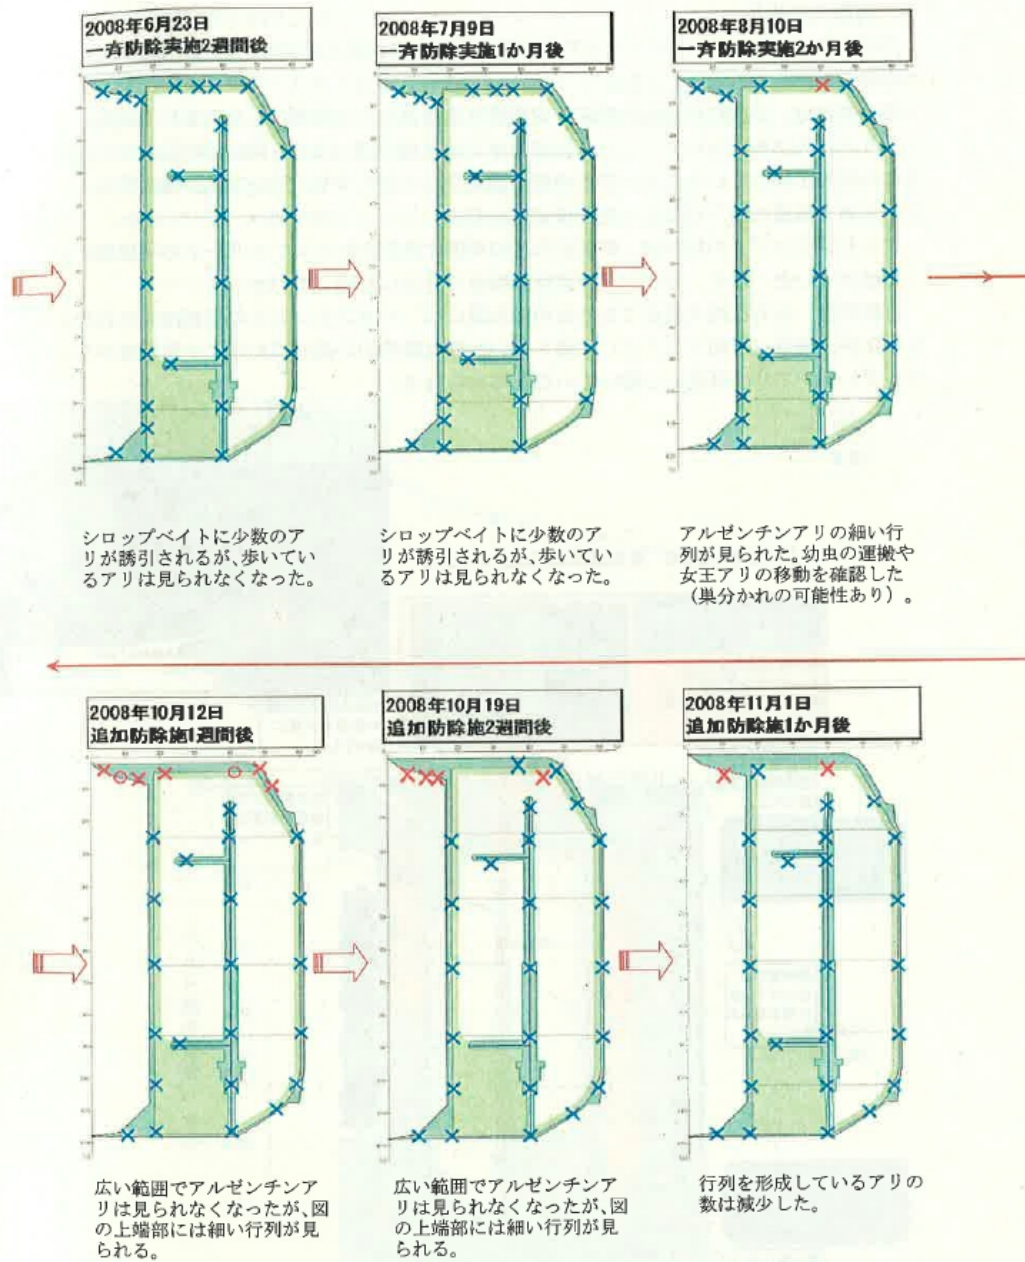 2008年6月23日
一斉防除実施2週間後
2008年7月9日
一斉防除実施1か月後
2008年8月10日
一斉防除実施2か月後
シロップベイトに少数のア
リが誘引されるが、歩いてい
るアリは見られなくなった。
シロップベイトに少数のア
リが誘引されるが、歩いてい
るアリは見られなくなった。
アルゼンチンアリの細い行
列が見られた。幼虫の運搬や
女王アリの移動を確認した
（巣分かれの可能性あり）。
2008年10月12日
追加防除施1週間後
2008年10月19日
追加防除施2週間後
2008年11月1日
追加防除施1か月後
広い範囲でアルゼンチンア
リは見られなくなったが、図
の上端部には細い行列が見
られる。
広い範囲でアルゼンチンア
リは見られなくなったが、図
の上端部には細い行列が見
られる。
行列を形成しているアリの
数は減少した。